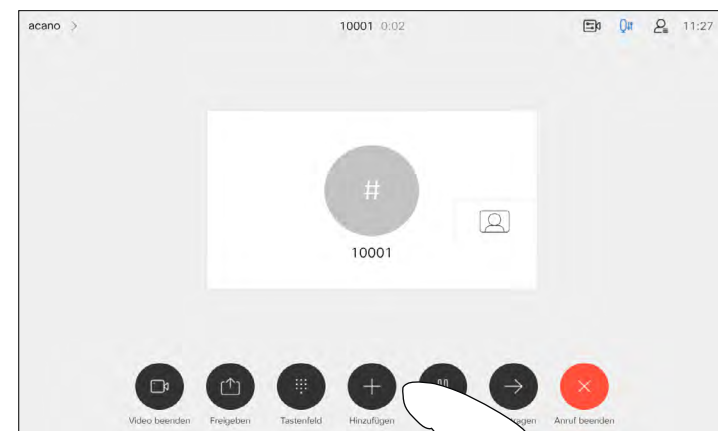 acano > 10001 0:02 11:27
#
10001
Video beenden Freigeben Tastenfeld Hinzufügen Anruf beenden